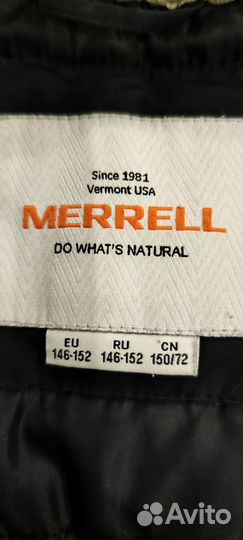 Since 1981
Vermont USA
MERRELL
DO WHAT'S NATURAL
EU RU CN
146-152 146-152 150/72
Avito